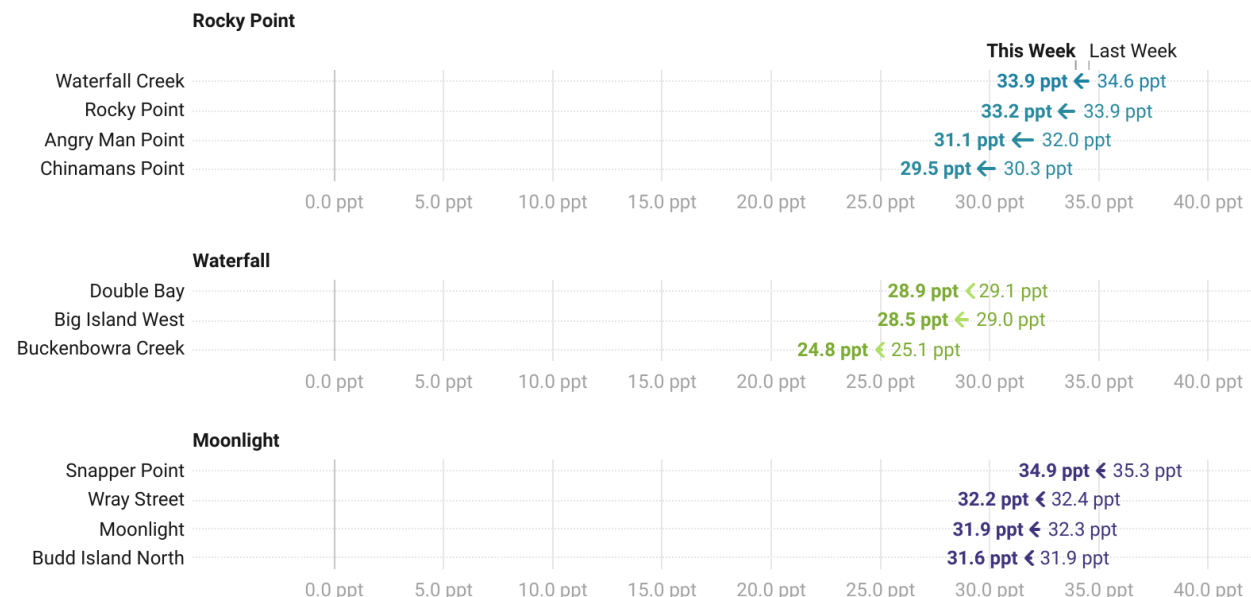 Rocky Point
This Week Last Week
Waterfall Creek 33.9 ppt 34.6 ppt
Rocky Point 33.2 ppt 33.9 ppt
Angry Man Point 31.1 ppt 32.0 ppt
Chinamans Point 29.5 ppt 30.3 ppt
0.0 ppt 5.0 ppt 10.0 ppt 15.0 ppt 20.0 ppt 25.0 ppt 30.0 ppt 35.0 ppt 40.0 ppt
Waterfall
Double Bay 28.9 ppt 29.1 ppt
Big Island West 28.5 ppt 29.0 ppt
Buckenbowra Creek 24.8 ppt 25.1 ppt
0.0 ppt 5.0 ppt 10.0 ppt 15.0 ppt 20.0 ppt 25.0 ppt 30.0 ppt 35.0 ppt 40.0 ppt
Moonlight
Snapper Point 34.9 ppt 35.3 ppt
Wray Street 32.2 ppt 32.4 ppt
Moonlight 31.9 ppt 32.3 ppt
Budd Island North 31.6 ppt 31.9 ppt
0.0 ppt 5.0 ppt 10.0 ppt 15.0 ppt 20.0 ppt 25.0 ppt 30.0 ppt 35.0 ppt 40.0 ppt